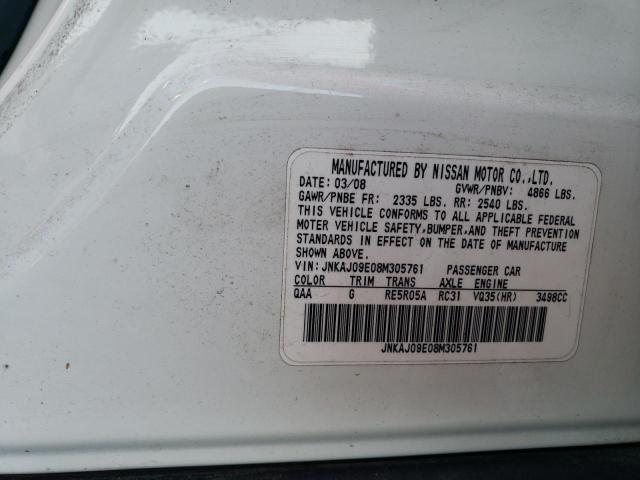 MANUFACTURED BY NISSAN MOTOR CO.,LTD.
DATE: 03/08 GVWR/PNBV: 4866 LBS.
GAWR/PNBE FR: 2335 LBS. RR: 2540 LBS.
THIS VEHICLE CONFORMS TO ALL APPLICABLE FEDERAL
MOTER VEHICLE SAFETY,BUMPER,AND THEFT PREVENTION
STANDARDS IN EFFECT ON THE DATE OF MANUFACTURE
SHOWN ABOVE.
VIN: JNKAJ09E08M305761 PASSENGER CAR
COLOR TRIM TRANS AXLE ENGINE
QAA G RE5R05A RC31 VQ35(HR) 3498CC
JNKAJ09E08M305761